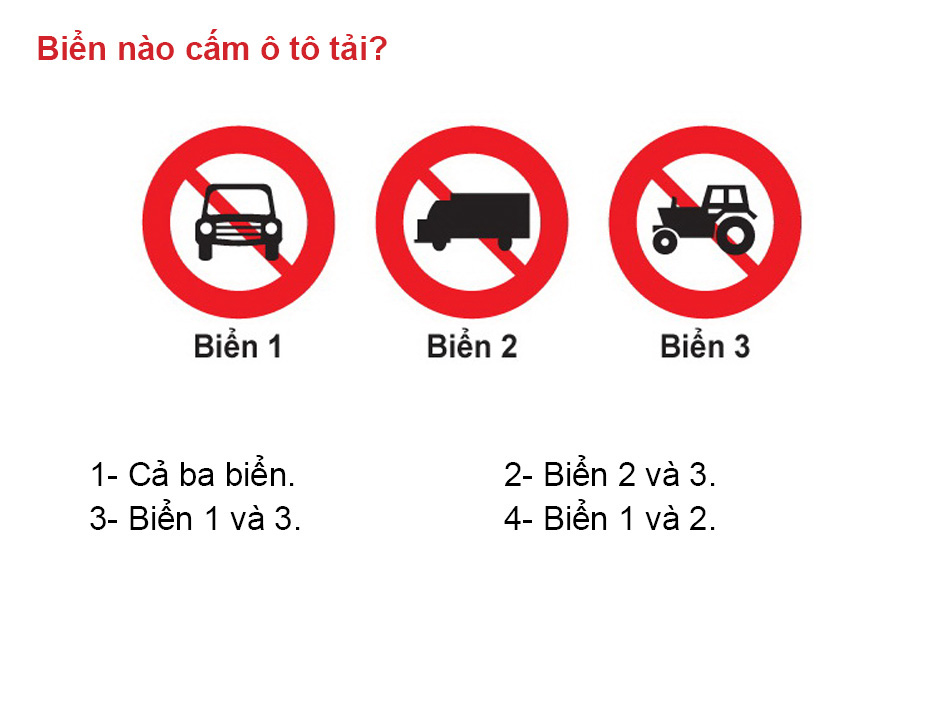 Biển nào cấm ô tô tải?
Biển 1 Biển 2 Biển 3
1- Cả ba biển. 2- Biển 2 và 3.
3- Biển 1 và 3. 4- Biển 1 và 2.